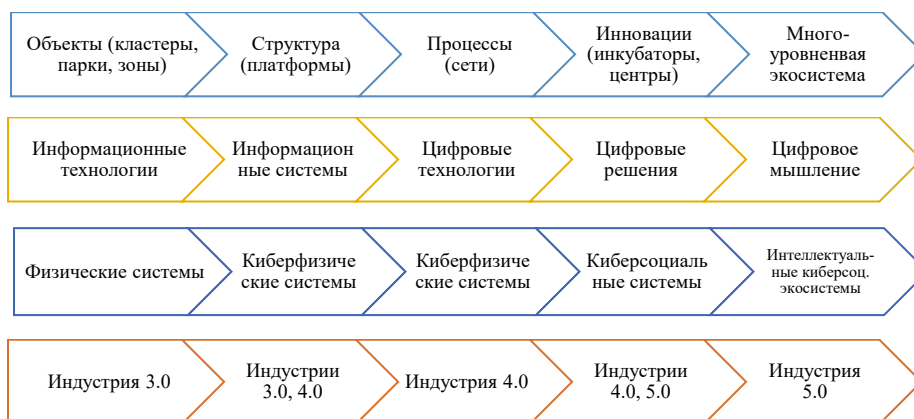 Объекты (кластеры,
парки, зоны)
Структура
(платформы)
Процессы
(сети)
Инновации
(инкубаторы,
центры)
Много-
уровненвая
экосистема
Информационные
технологии
Информацион
ные системы
Цифровые
технологии
Цифровые
решения
Цифровое
мышление
Физические системы
Киберфизиче
ские системы
Киберфизиче
ские системы
Киберсоциаль
ные системы
Интеллектуаль-
ные киберсоц.
экосистемы
Индустрия 3.0
Индустрии
3.0, 4.0
Индустрия 4.0
Индустрии
4.0, 5.0
Индустрия
5.0